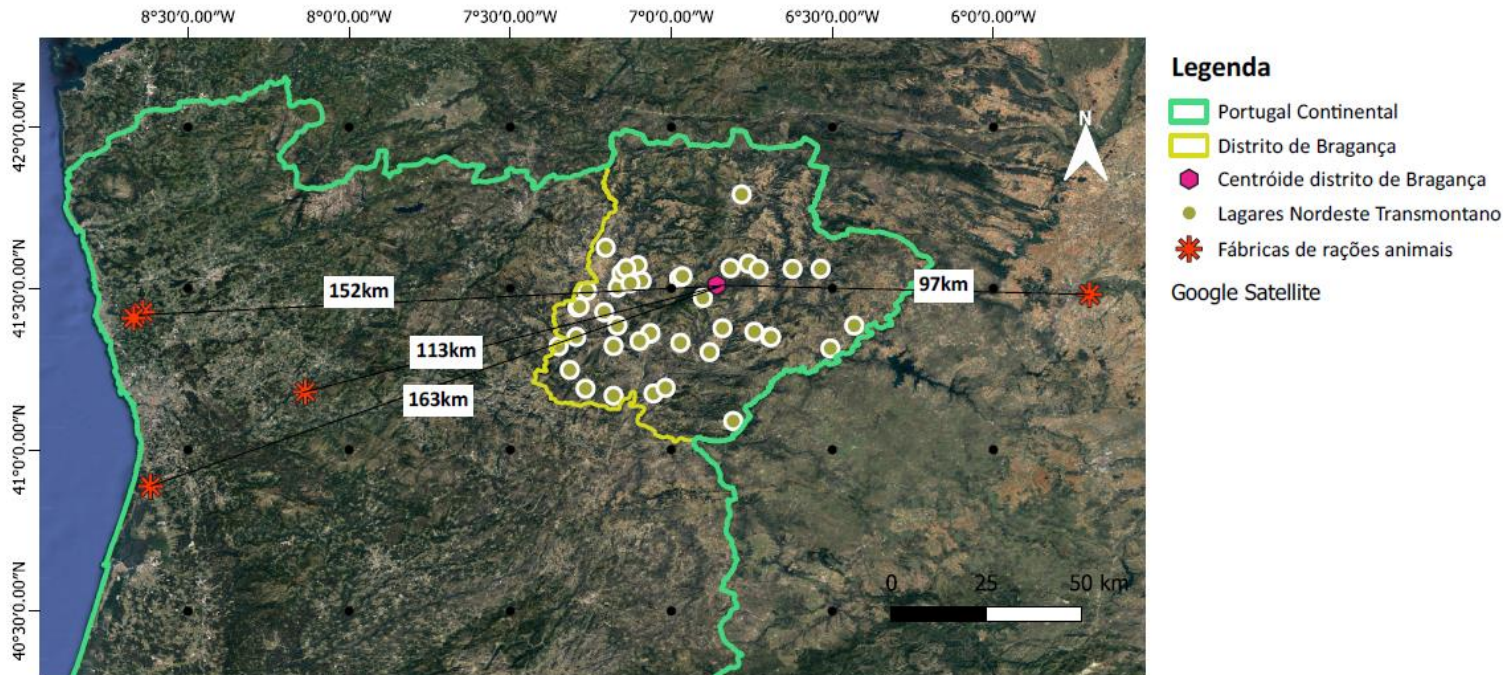 8°30'0.00"W 8°0'0.00"W 7°30'0.00"W 7°0'0.00"W 6°30'0.00"W 6°0'0.00"W
42°0'0.00"N
41°30'0.00"N
41°0'0.00"N
40°30'0.00"N
152km
97km
113km
163km
N
0 25 50 km
Legenda
Portugal Continental
Distrito de Bragança
Centróide distrito de Bragança
Lagares Nordeste Transmontano
Fábricas de rações animais
Google Satellite